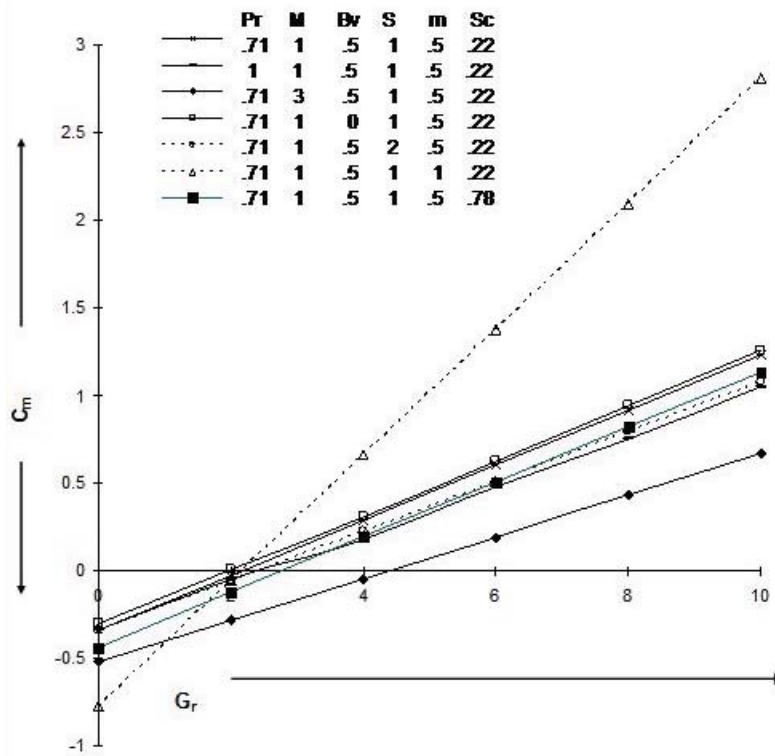 Pr M Bv S m Sc
.71 1 .5 1 .5 .22
1 1 .5 1 .5 .22
.71 3 .5 1 .5 .22
.71 1 0 1 .5 .22
.71 1 .5 2 .5 .22
.71 1 .5 1 1 .22
.71 1 .5 1 .5 .78
3
2.5
2
1.5
1
0.5
0
-0.5
-1
Cm
0 2 4 6 8 10
Gr